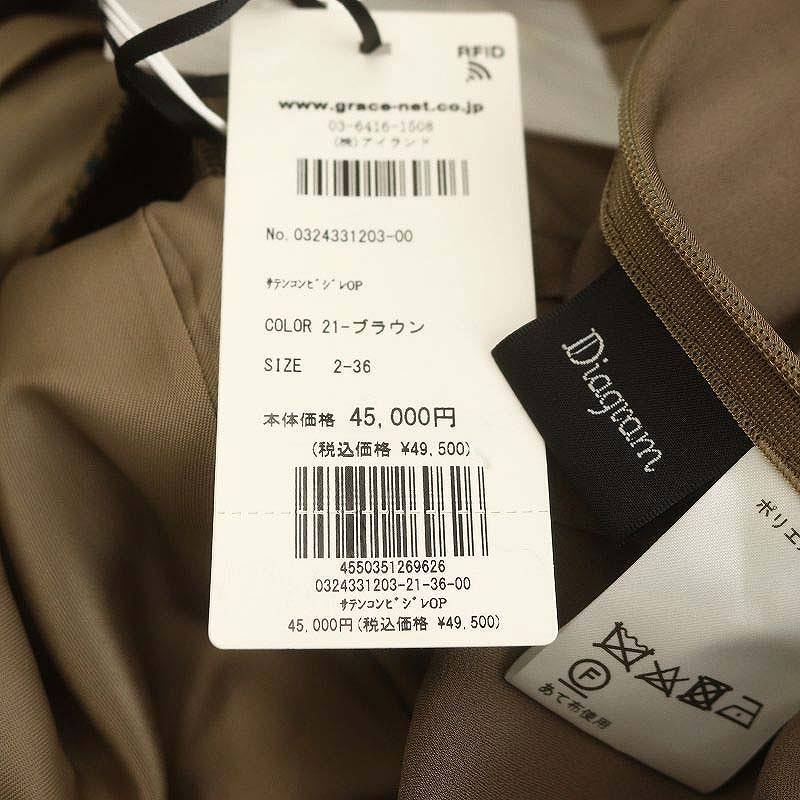 RFID
www.grace-net.co.jp
03-6416-1508
(株)アイランド
No. 0324331203-00
ｻﾃﾝｺﾝﾋﾞｼﾞﾚOP
COLOR 21-ブラウン
SIZE 2-36
本体価格 45,000円
(税込価格 ¥49,500)
4550351269626
0324331203-21-36-00
ｻﾃﾝｺﾝﾋﾞｼﾞﾚOP
45,000円(税込価格 ¥49,500)
Diagram
ポリエ
F
あて布使用